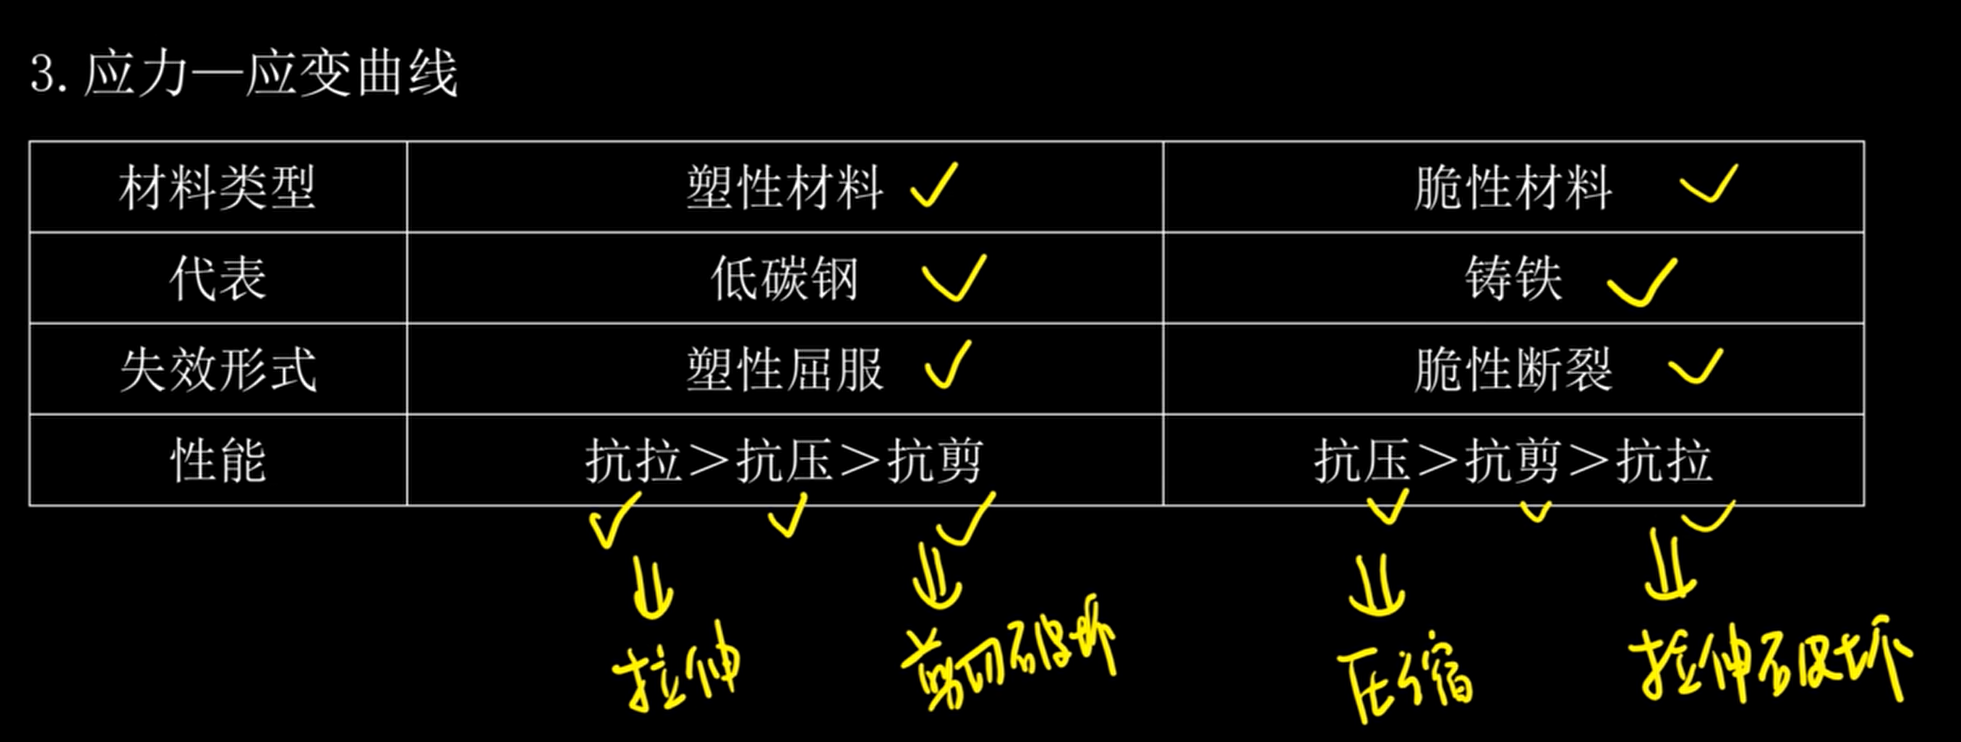 3. 应力—应变曲线
材料类型 塑性材料 脆性材料
代表 低碳钢 铸铁
失效形式 塑性屈服 脆性断裂
性能 抗拉＞抗压＞抗剪 抗压＞抗剪＞抗拉
拉伸 剪切破坏 压缩 拉伸破坏